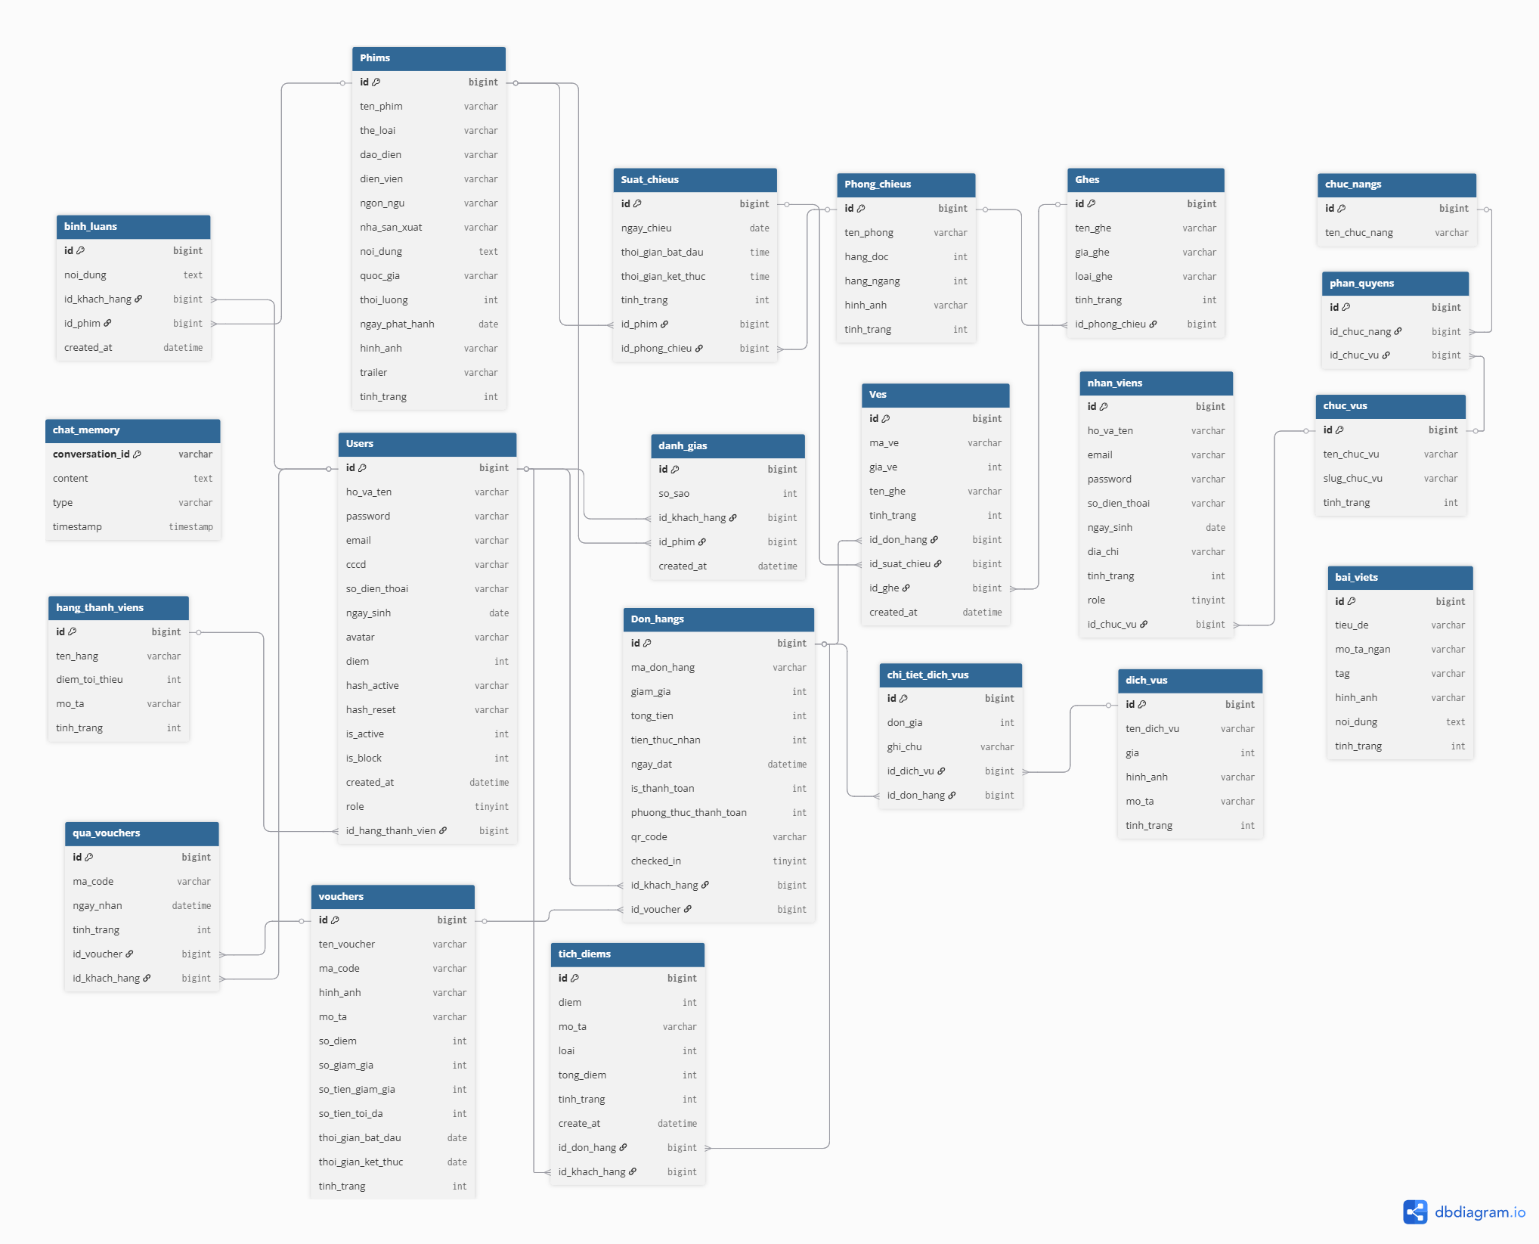 Phims
id bigint
ten_phim varchar
the_loai varchar
dao_dien varchar
dien_vien varchar
ngon_ngu varchar
nha_san_xuat varchar
noi_dung text
quoc_gia varchar
thoi_luong int
ngay_phat_hanh date
hinh_anh varchar
trailer varchar
tinh_trang int
Suat_chieus
id bigint
ngay_chieu date
thoi_gian_bat_dau time
thoi_gian_ket_thuc time
tinh_trang int
id_phim bigint
id_phong_chieu bigint
Phong_chieus
id bigint
ten_phong varchar
hang_doc int
hang_ngang int
hinh_anh varchar
tinh_trang int
Ghes
id bigint
ten_ghe varchar
gia_ghe varchar
loai_ghe varchar
tinh_trang int
id_phong_chieu bigint
chuc_nangs
id bigint
ten_chuc_nang varchar
phan_quyens
id bigint
id_chuc_nang bigint
id_chuc_vu bigint
binh_luans
id bigint
noi_dung text
id_khach_hang bigint
id_phim bigint
created_at datetime
chat_memory
conversation_id varchar
content text
type varchar
timestamp timestamp
Users
id bigint
ho_va_ten varchar
password varchar
email varchar
cccd varchar
so_dien_thoai varchar
ngay_sinh date
avatar varchar
diem int
hash_active varchar
hash_reset varchar
is_active int
is_block int
created_at datetime
role tinyint
id_hang_thanh_vien bigint
danh_gias
id bigint
so_sao int
id_khach_hang bigint
id_phim bigint
created_at datetime
Ves
id bigint
ma_ve varchar
gia_ve int
ten_ghe varchar
tinh_trang int
id_don_hang bigint
id_suat_chieu bigint
id_ghe bigint
created_at datetime
nhan_viens
id bigint
ho_va_ten varchar
email varchar
password varchar
so_dien_thoai varchar
ngay_sinh date
dia_chi varchar
tinh_trang int
role tinyint
id_chuc_vu bigint
chuc_vus
id bigint
ten_chuc_vu varchar
slug_chuc_vu varchar
tinh_trang int
hang_thanh_viens
id bigint
ten_hang varchar
diem_toi_thieu int
mo_ta varchar
tinh_trang int
Don_hangs
id bigint
ma_don_hang varchar
giam_gia int
tong_tien int
tien_thuc_nhan int
ngay_dat datetime
is_thanh_toan int
phuong_thuc_thanh_toan int
qr_code varchar
checked_in tinyint
id_khach_hang bigint
id_voucher bigint
chi_tiet_dich_vus
id bigint
don_gia int
ghi_chu varchar
id_dich_vu bigint
id_don_hang bigint
dich_vus
id bigint
ten_dich_vu varchar
gia int
hinh_anh varchar
mo_ta varchar
tinh_trang int
bai_viets
id bigint
tieu_de varchar
mo_ta_ngan varchar
tag varchar
hinh_anh varchar
noi_dung text
tinh_trang int
qua_vouchers
id bigint
ma_code varchar
ngay_nhan datetime
tinh_trang int
id_voucher bigint
id_khach_hang bigint
vouchers
id bigint
ten_voucher varchar
ma_code varchar
hinh_anh varchar
mo_ta varchar
so_diem int
so_giam_gia int
so_tien_giam_gia int
so_tien_toi_da int
thoi_gian_bat_dau date
thoi_gian_ket_thuc date
tinh_trang int
tich_diems
id bigint
diem int
mo_ta varchar
loai int
tong_diem int
tinh_trang int
create_at datetime
id_don_hang bigint
id_khach_hang bigint
dbdiagram.io